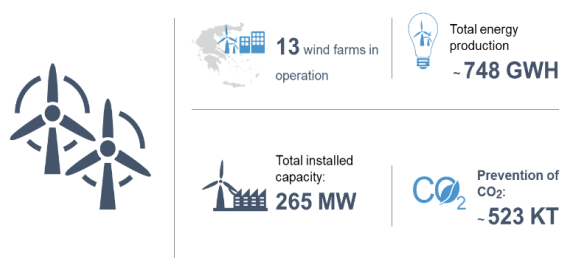 13 wind farms in
operation
Total energy
production
~ 748 GWH
Total installed
capacity:
265 MW
CO2
Prevention of
CO2:
~ 523 KT